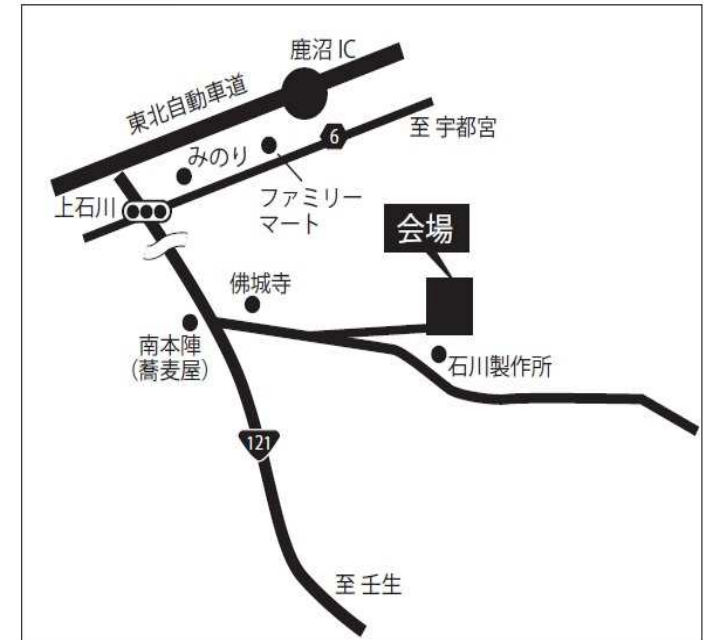 鹿沼 IC
東北自動車道
6
至 宇都宮
みのり
ファミリー
マート
上石川
会場
佛城寺
南本陣
(蕎麦屋)
石川製作所
121
至 壬生